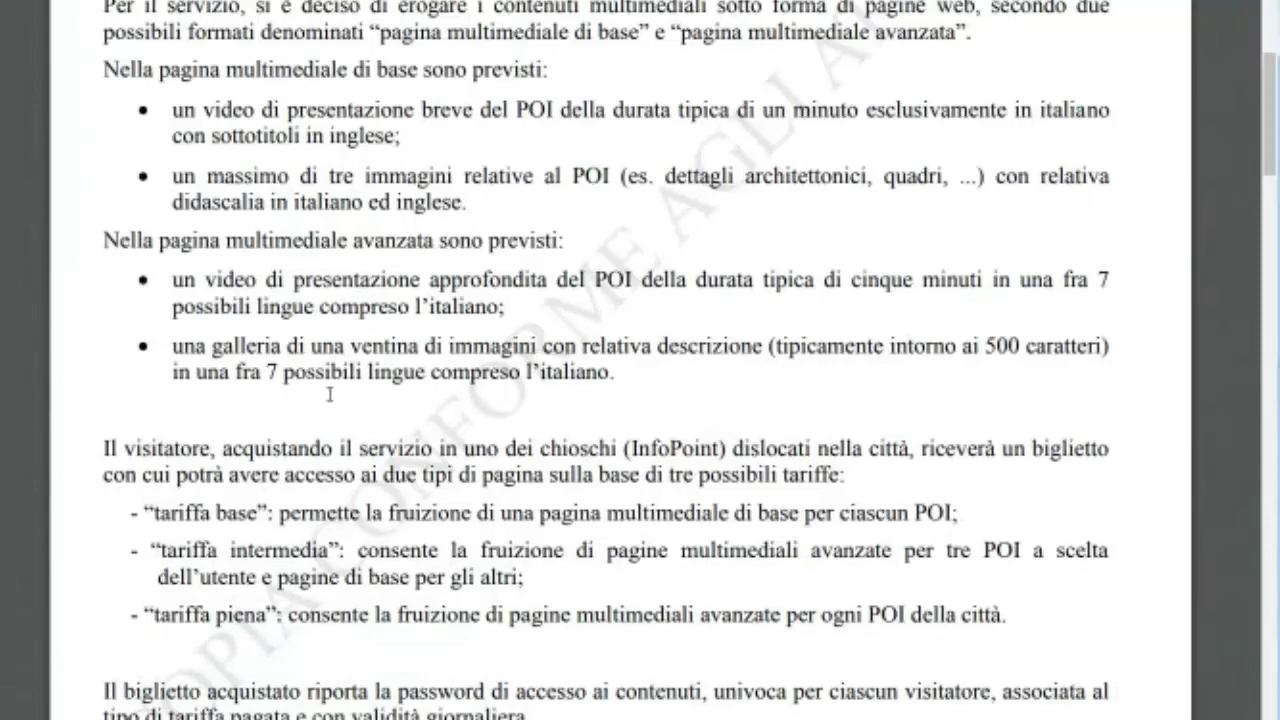 Per il servizio, si è deciso di erogare i contenuti multimediali sotto forma di pagine web, secondo due
possibili formati denominati “pagina multimediale di base” e “pagina multimediale avanzata”.
Nella pagina multimediale di base sono previsti:
• un video di presentazione breve del POI della durata tipica di un minuto esclusivamente in italiano
con sottotitoli in inglese;
• un massimo di tre immagini relative al POI (es. dettagli architettonici, quadri, ...) con relativa
didascalia in italiano ed inglese.
Nella pagina multimediale avanzata sono previsti:
• un video di presentazione approfondita del POI della durata tipica di cinque minuti in una fra 7
possibili lingue compreso l’italiano;
• una galleria di una ventina di immagini con relativa descrizione (tipicamente intorno ai 500 caratteri)
in una fra 7 possibili lingue compreso l’italiano.
Il visitatore, acquistando il servizio in uno dei chioschi (InfoPoint) dislocati nella città, riceverà un biglietto
con cui potrà avere accesso ai due tipi di pagina sulla base di tre possibili tariffe:
- “tariffa base”: permette la fruizione di una pagina multimediale di base per ciascun POI;
- “tariffa intermedia”: consente la fruizione di pagine multimediali avanzate per tre POI a scelta
dell’utente e pagine di base per gli altri;
- “tariffa piena”: consente la fruizione di pagine multimediali avanzate per ogni POI della città.
Il biglietto acquistato riporta la password di accesso ai contenuti, univoca per ciascun visitatore, associata al
tipo di tariffa pagata e con validità giornaliera.
COPIA CONFORME AGLI A